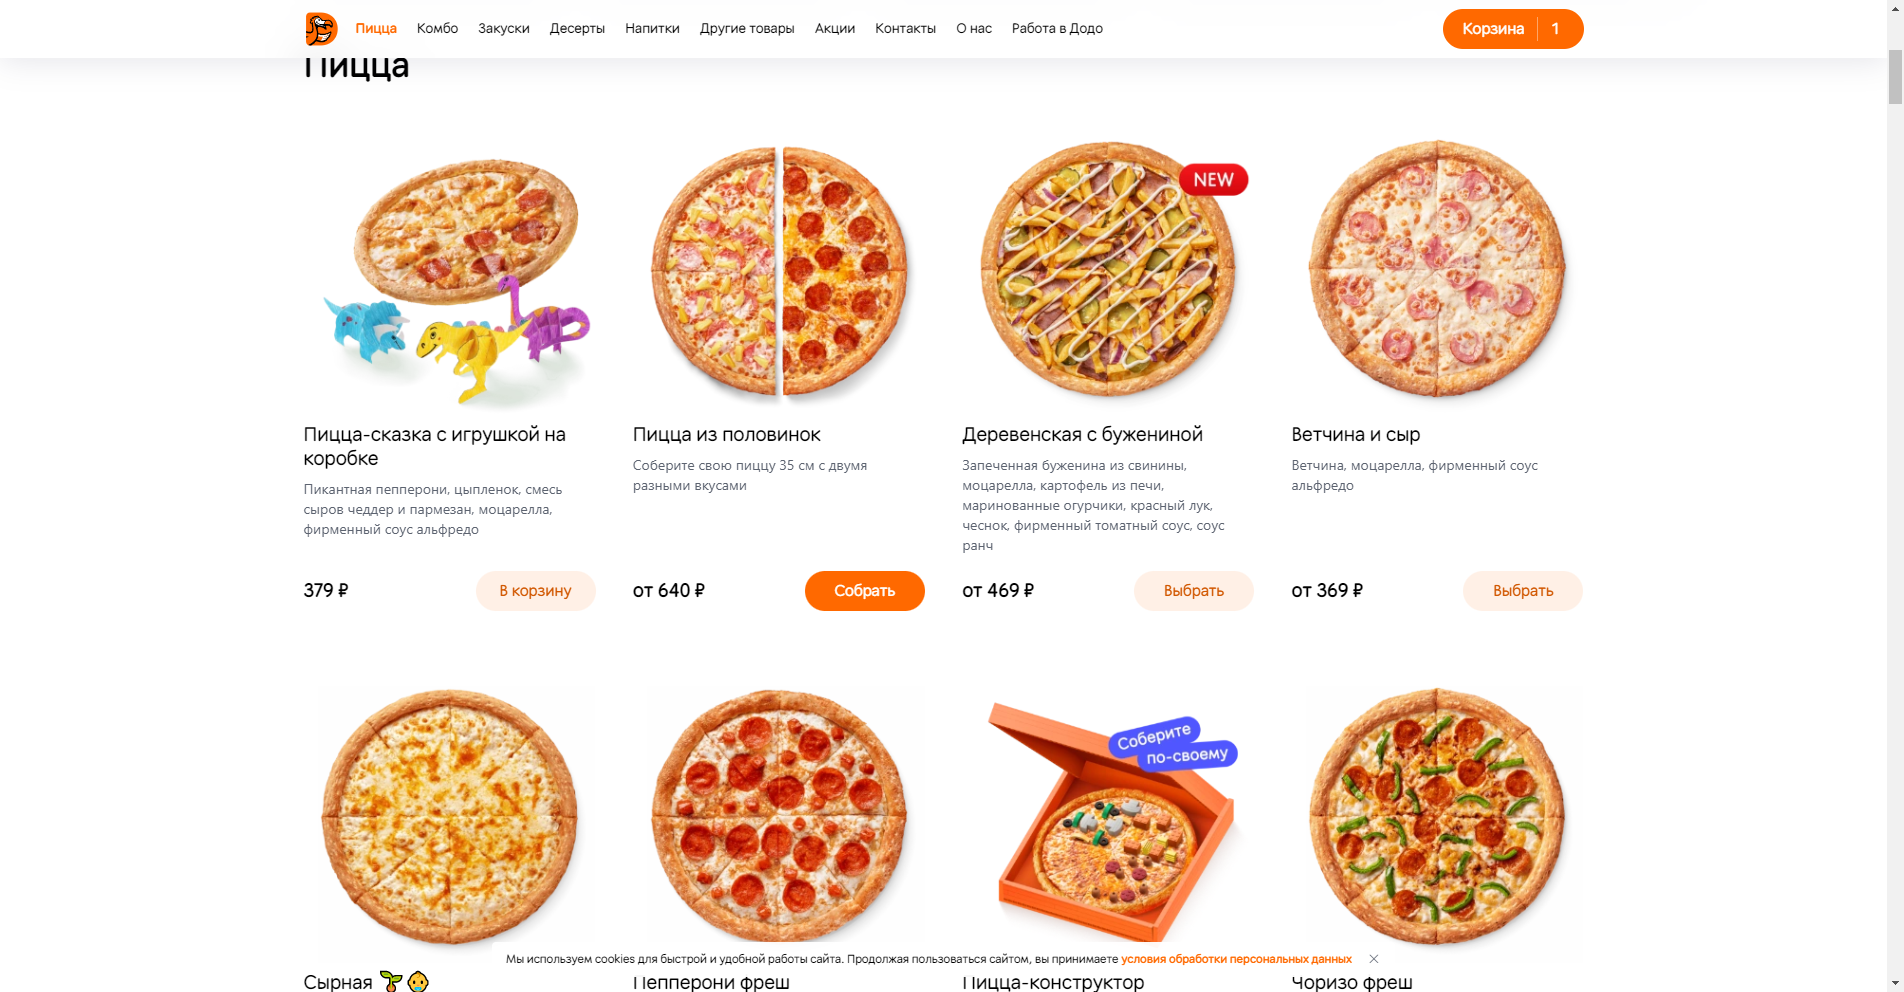 Пицца Комбо Закуски Десерты Напитки Другие товары Акции Контакты О нас Работа в Додо Корзина 1
Пицца
NEW
Пицца-сказка с игрушкой на
коробке
Пикантная пепперони, цыпленок, смесь
сыров чеддер и пармезан, моцарелла,
фирменный соус альфредо
379 ₽ В корзину
Пицца из половинок
Соберите свою пиццу 35 см с двумя
разными вкусами
от 640 ₽ Собрать
Деревенская с бужениной
Запеченная буженина из свинины,
моцарелла, картофель из печи,
маринованные огурчики, красный лук,
чеснок, фирменный томатный соус, соус
ранч
от 469 ₽ Выбрать
Ветчина и сыр
Ветчина, моцарелла, фирменный соус
альфредо
от 369 ₽ Выбрать
Соберите
по-своему
Сырная 🌱👶
Пепперони фреш
Пицца-конструктор
Чоризо фреш
Мы используем cookies для быстрой и удобной работы сайта. Продолжая пользоваться сайтом, вы принимаете условия обработки персональных данных